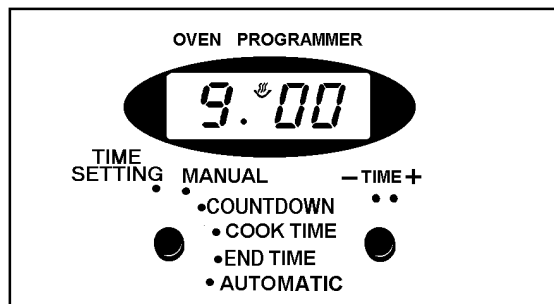 OVEN PROGRAMMER
9.00
TIME
SETTING
MANUAL
− TIME +
•COUNTDOWN
• COOK TIME
•END TIME
• AUTOMATIC